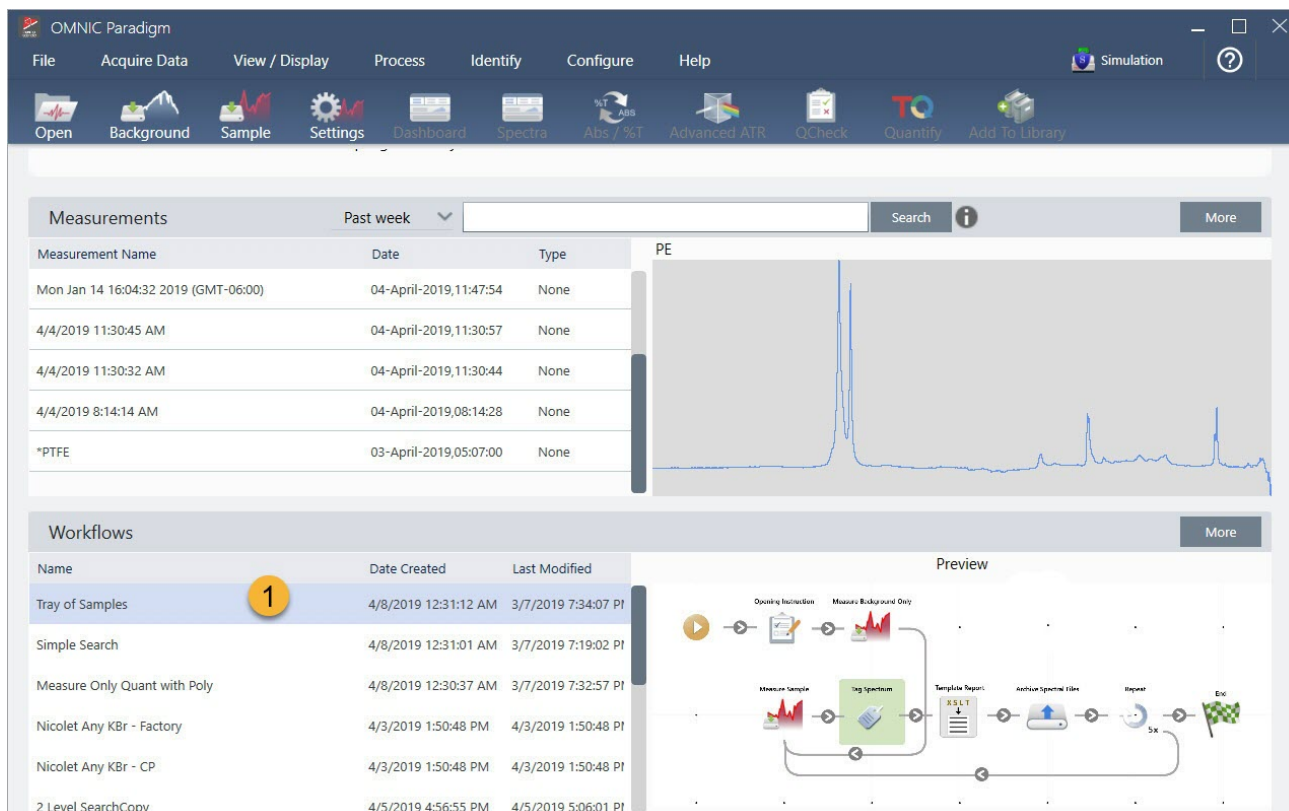 OMNIC Paradigm
File Acquire Data View / Display Process Identify Configure Help Simulation ?
%T ABS TQ
Open Background Sample Settings Dashboard Spectra Abs / %T Advanced ATR QCheck Quantify Add To Library
Measurements Past week Search i More
Measurement Name Date Type PE
Mon Jan 14 16:04:32 2019 (GMT-06:00) 04-April-2019,11:47:54 None
4/4/2019 11:30:45 AM 04-April-2019,11:30:57 None
4/4/2019 11:30:32 AM 04-April-2019,11:30:44 None
4/4/2019 8:14:14 AM 04-April-2019,08:14:28 None
*PTFE 03-April-2019,05:07:00 None
Workflows More
Name Date Created Last Modified Preview
Tray of Samples 1 4/8/2019 12:31:12 AM 3/7/2019 7:34:07 PM
Opening Instruction Measure Background Only
Simple Search 4/8/2019 12:31:01 AM 3/7/2019 7:19:02 PM
Measure Only Quant with Poly 4/8/2019 12:30:37 AM 3/7/2019 7:32:57 PM
Measure Sample Tag Spectrum Template Report Archive Spectral Files Repeat End
XSLT
5x
Nicolet Any KBr - Factory 4/3/2019 1:50:48 PM 4/3/2019 1:50:48 PM
Nicolet Any KBr - CP 4/3/2019 1:50:48 PM 4/3/2019 1:50:48 PM
2 Level SearchCopy 4/5/2019 4:56:55 PM 4/5/2019 5:06:01 PM